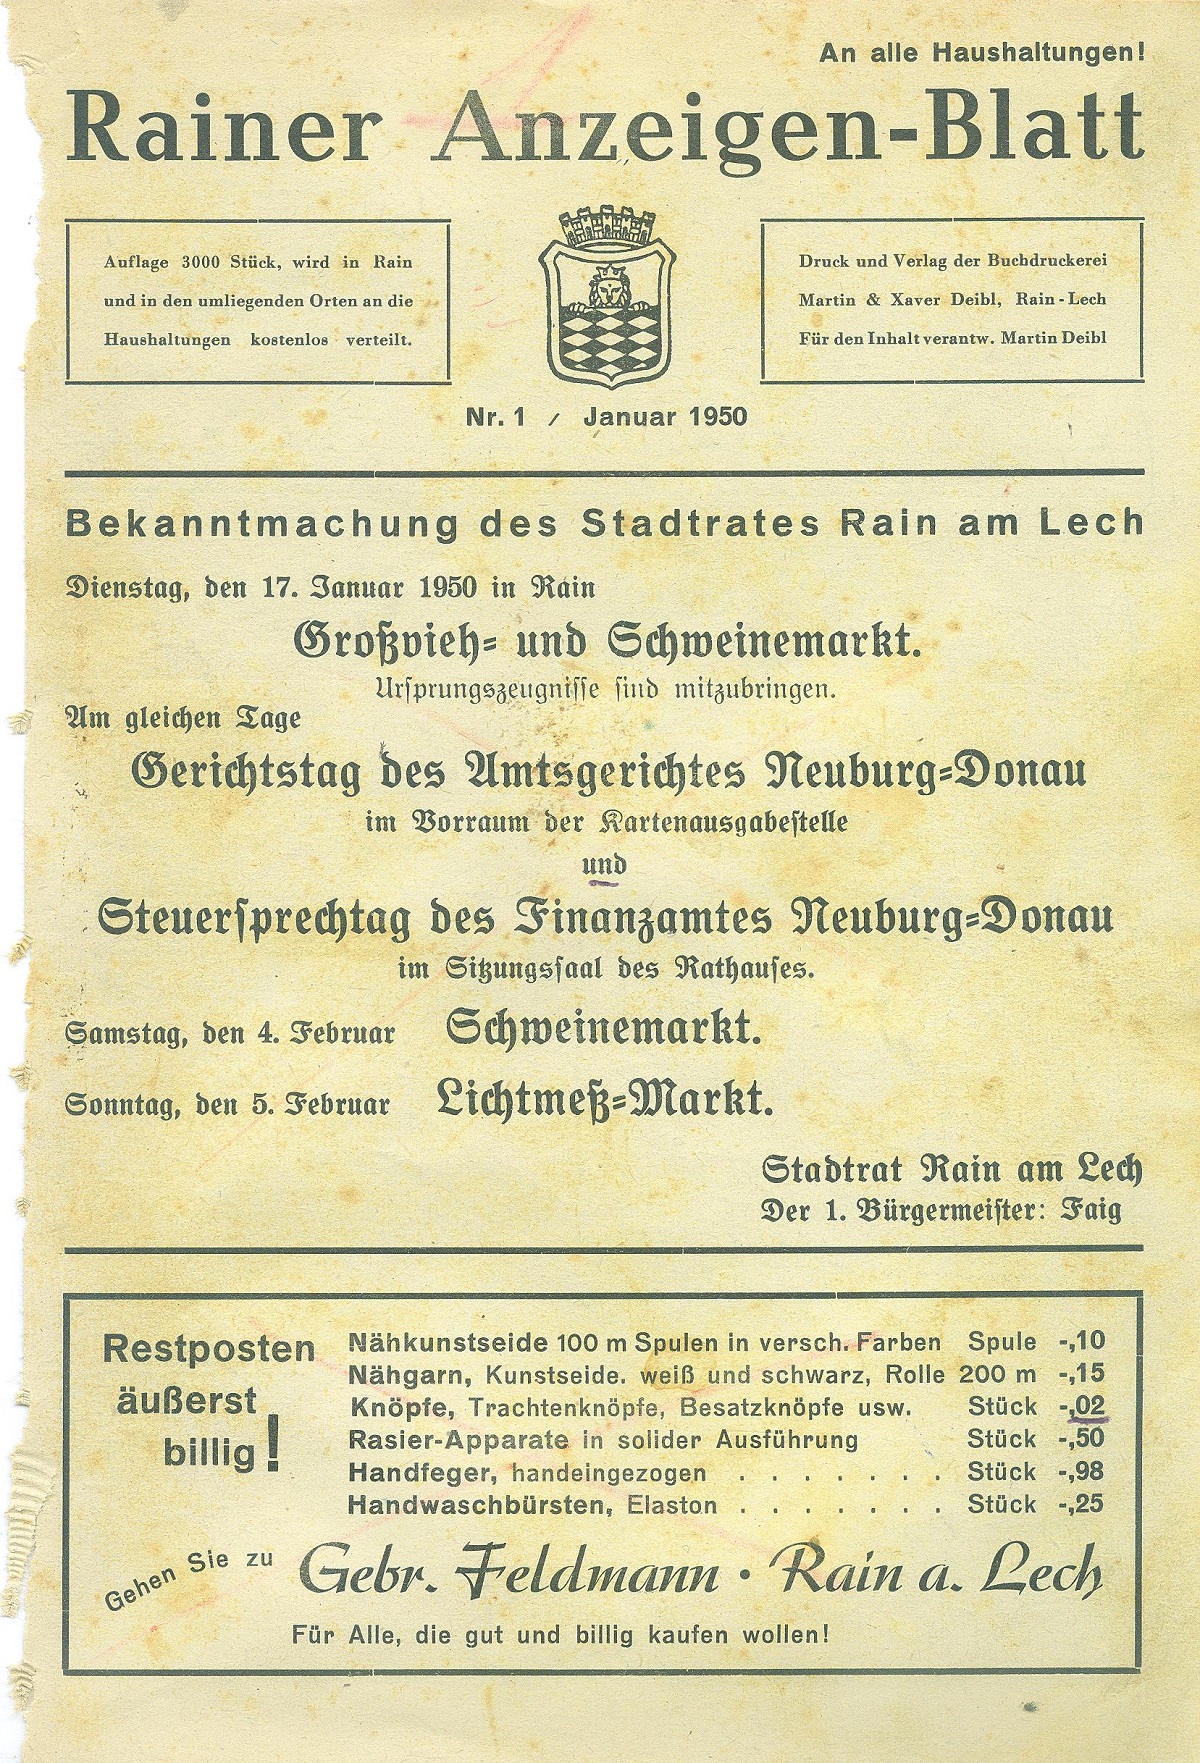 An alle Haushaltungen!
Rainer Anzeigen-Blatt
Auflage 3000 Stück, wird in Rain
und in den umliegenden Orten an die
Haushaltungen kostenlos verteilt.
Druck und Verlag der Buchdruckerei
Martin & Xaver Deibl, Rain-Lech
Für den Inhalt verantw. Martin Deibl
Nr. 1 / Januar 1950
Bekanntmachung des Stadtrates Rain am Lech
Dienstag, den 17. Januar 1950 in Rain
Großvieh- und Schweinemarkt.
Ursprungszeugnisse sind mitzubringen.
Am gleichen Tage
Gerichtstag des Amtsgerichtes Neuburg-Donau
im Vorraum der Kartenausgabestelle
und
Steuersprechtag des Finanzamtes Neuburg-Donau
im Sitzungssaal des Rathauses.
Samstag, den 4. Februar Schweinemarkt.
Sonntag, den 5. Februar Lichtmeß-Markt.
Stadtrat Rain am Lech
Der 1. Bürgermeister: Faig
Restposten
äußerst
billig!
Nähkunstseide 100 m Spulen in versch. Farben Spule -,10
Nähgarn, Kunstseide. weiß und schwarz, Rolle 200 m -,15
Knöpfe, Trachtenknöpfe, Besatzknöpfe usw. Stück -,02
Rasier-Apparate in solider Ausführung Stück -,50
Handfeger, handeingezogen . . . . . . . Stück -,98
Handwaschbürsten, Elaston . . . . . . . Stück -,25
Gehen Sie zu Gebr. Feldmann · Rain a. Lech
Für Alle, die gut und billig kaufen wollen!